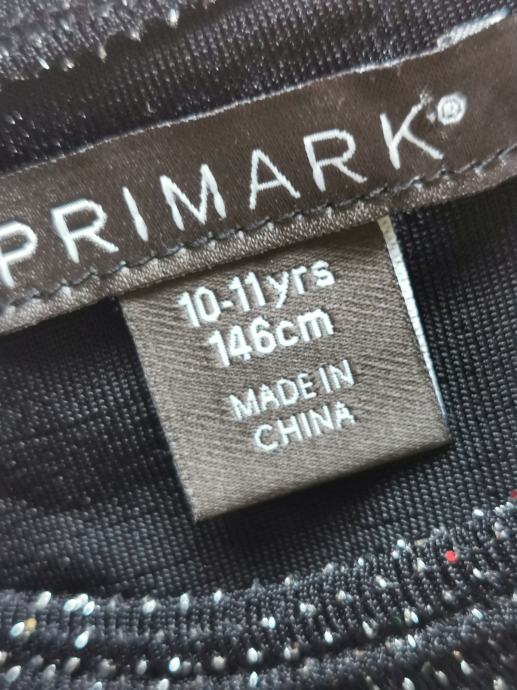 PRIMARK®
10-11yrs
146cm
MADE IN
CHINA